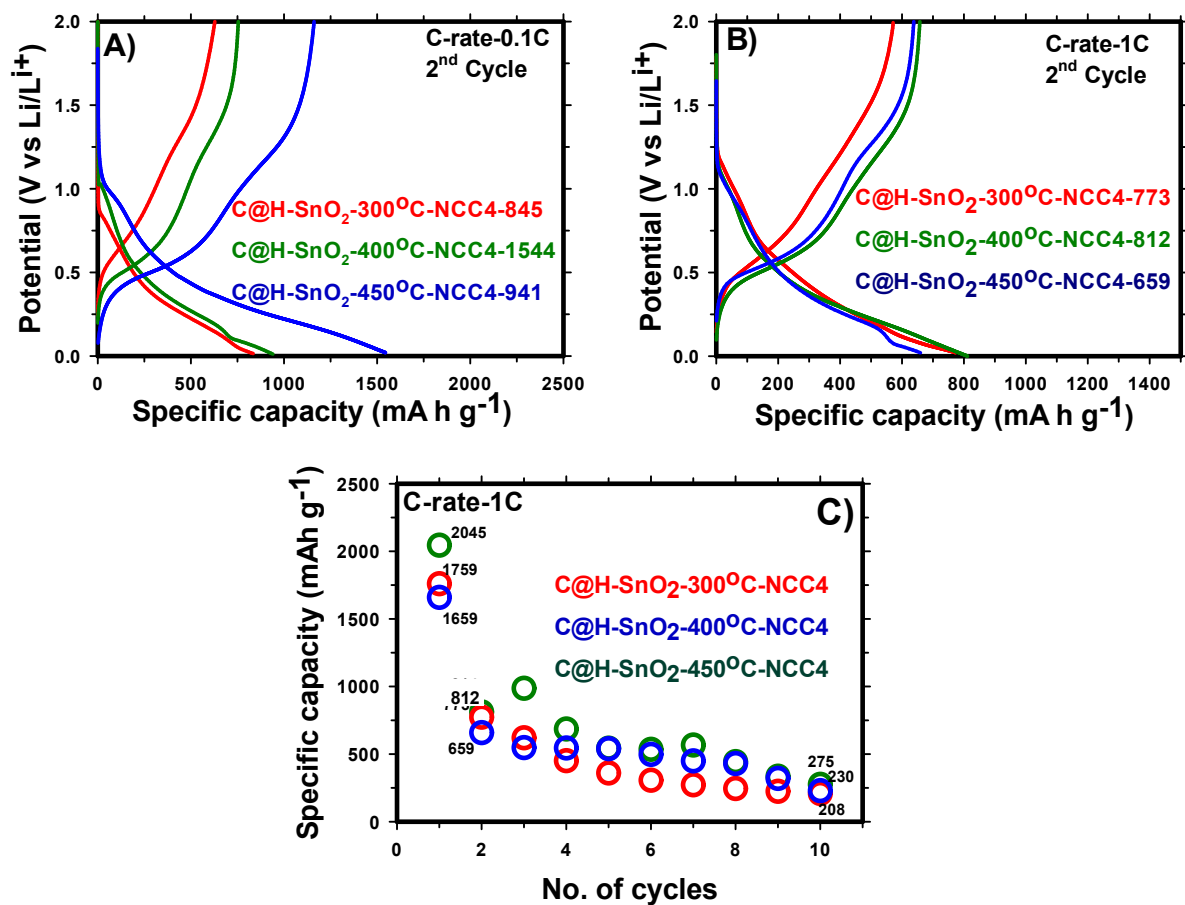 A)
C-rate-0.1C
2nd Cycle
C@H-SnO2-300oC-NCC4-845
C@H-SnO2-400oC-NCC4-1544
C@H-SnO2-450oC-NCC4-941
Potential (V vs Li/Li+)
2.0
1.5
1.0
0.5
0.0
0 500 1000 1500 2000 2500
Specific capacity (mA h g-1)
B)
C-rate-1C
2nd Cycle
C@H-SnO2-300oC-NCC4-773
C@H-SnO2-400oC-NCC4-812
C@H-SnO2-450oC-NCC4-659
Potential (V vs Li/Li+)
2.0
1.5
1.0
0.5
0.0
0 200 400 600 800 1000 1200 1400
Specific capacity (mA h g-1)
C-rate-1C
C)
2045
1759
1659
C@H-SnO2-300oC-NCC4
C@H-SnO2-400oC-NCC4
C@H-SnO2-450oC-NCC4
812
659
275
230
208
Specific capacity (mAh g-1)
2500
2000
1500
1000
500
0
0 2 4 6 8 10
No. of cycles